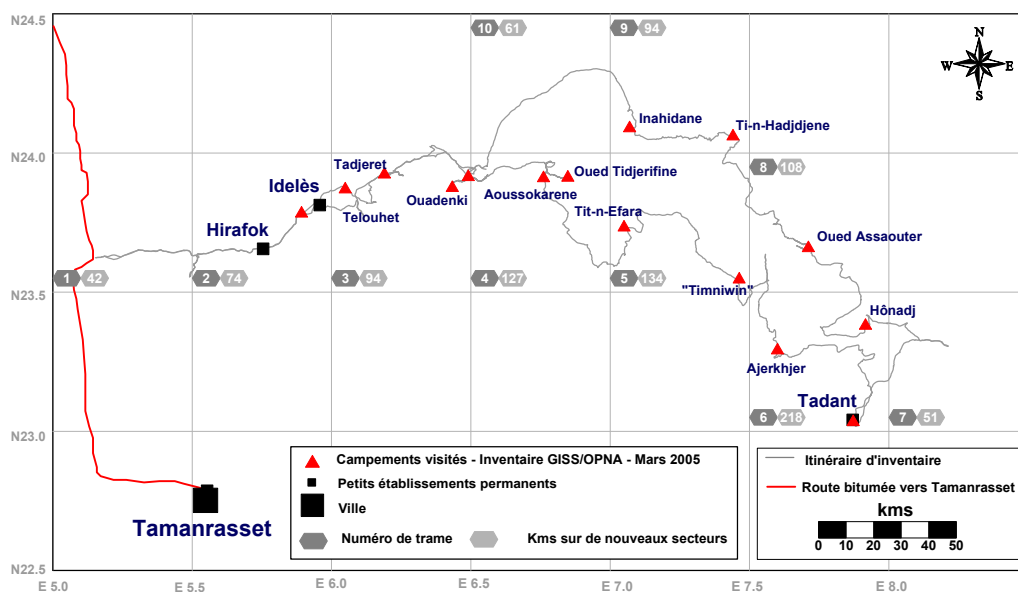 N24.5
10 61
9 94
N
W E
S
Inahidane
Ti-n-Hadjdjene
N24.0
Tadjeret
Oued Tidjerifine
8 108
Idelès
Ouadenki
Aoussokarene
Telouhet
Tit-n-Efara
Hirafok
Oued Assaouter
1 42
2 74
3 94
4 127
5 134
N23.5
"Timniwin"
Hônadj
Ajerkhjer
Tadant
6 218
7 51
N23.0
Campements visités - Inventaire GISS/OPNA - Mars 2005
Petits établissements permanents
Ville
Numéro de trame
Kms sur de nouveaux secteurs
Itinéraire d'inventaire
Route bitumée vers Tamanrasset
kms
0 10 20 30 40 50
Tamanrasset
N22.5
E 5.0
E 5.5
E 6.0
E 6.5
E 7.0
E 7.5
E 8.0